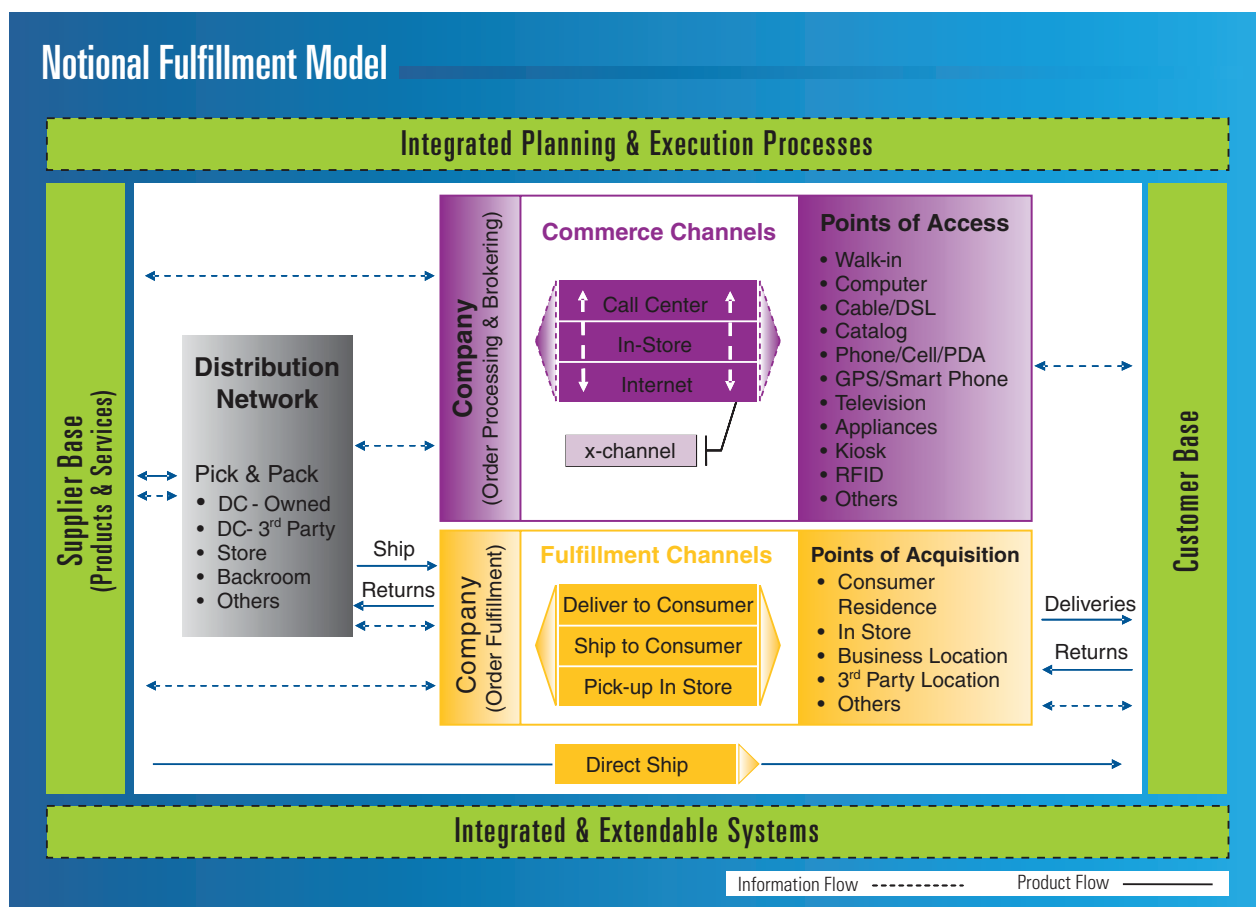 Notional Fulfillment Model
Integrated Planning & Execution Processes
Supplier Base
(Products & Services)
Distribution
Network
Pick & Pack
• DC - Owned
• DC- 3rd Party
• Store
• Backroom
• Others
Ship
Returns
Company
(Order Processing & Brokering)
Commerce Channels
Call Center
In-Store
Internet
x-channel
Points of Access
• Walk-in
• Computer
• Cable/DSL
• Catalog
• Phone/Cell/PDA
• GPS/Smart Phone
• Television
• Appliances
• Kiosk
• RFID
• Others
Company
(Order Fulfillment)
Fulfillment Channels
Deliver to Consumer
Ship to Consumer
Pick-up In Store
Points of Acquisition
• Consumer
Residence
• In Store
• Business Location
• 3rd Party Location
• Others
Deliveries
Returns
Customer Base
Direct Ship
Integrated & Extendable Systems
Information Flow
Product Flow